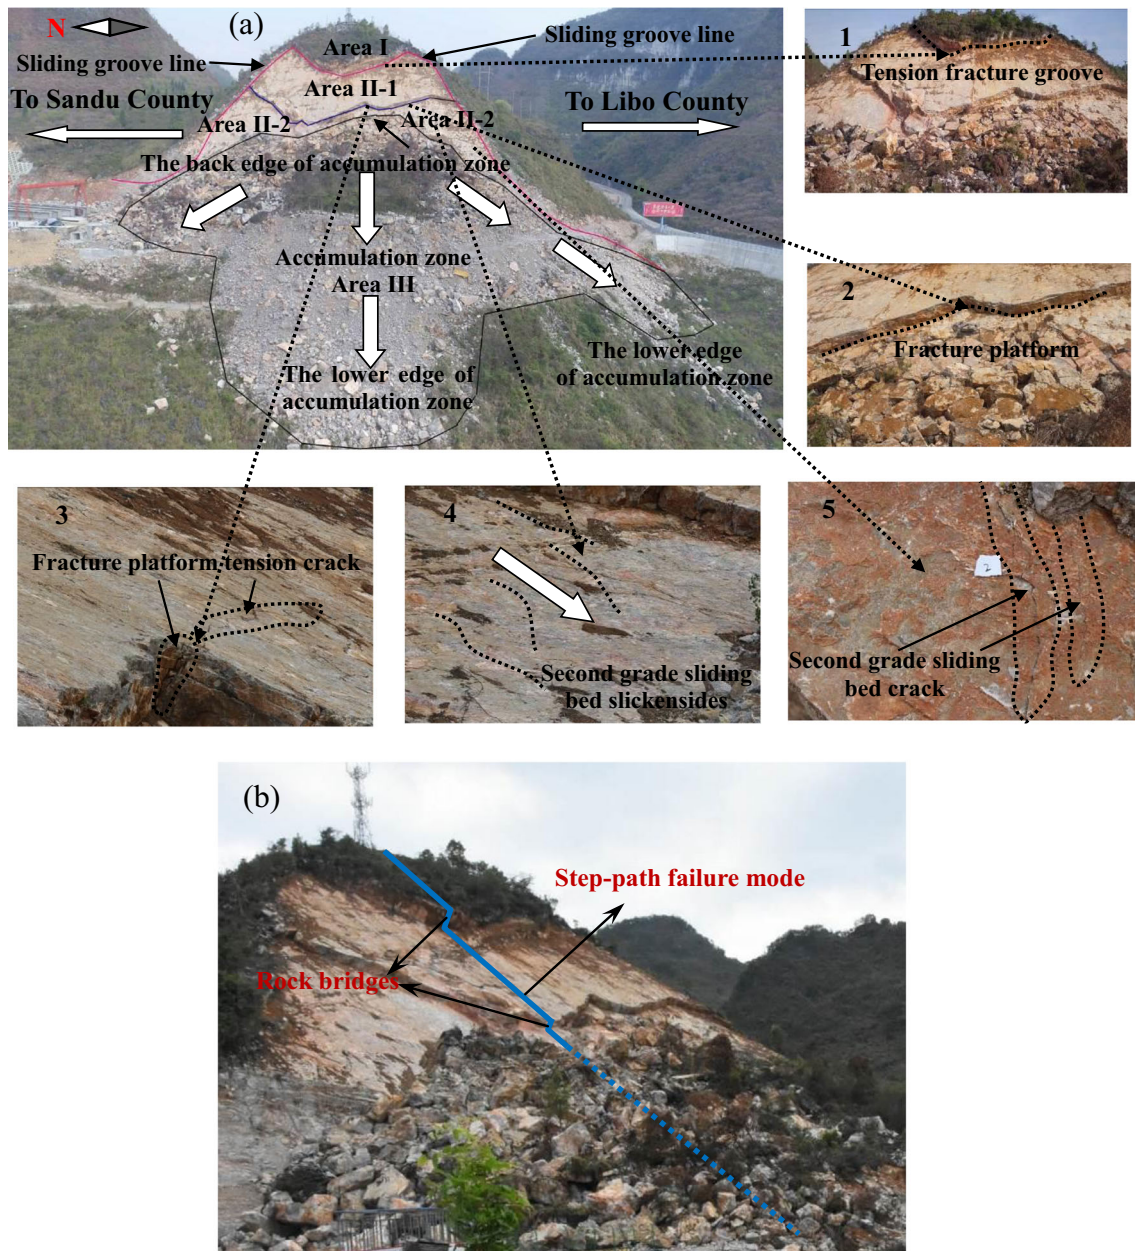 N
(a)
Area I
Sliding groove line
Sliding groove line
To Sandu County
Area II-1
To Libo County
Area II-2
Area II-2
The back edge of accumulation zone
Accumulation zone
Area III
The lower edge of
accumulation zone
The lower edge
of accumulation zone
1
Tension fracture groove
2
Fracture platform
3
Fracture platform tension crack
4
Second grade sliding
bed slickensides
5
2
Second grade sliding
bed crack
(b)
Step-path failure mode
Rock bridges